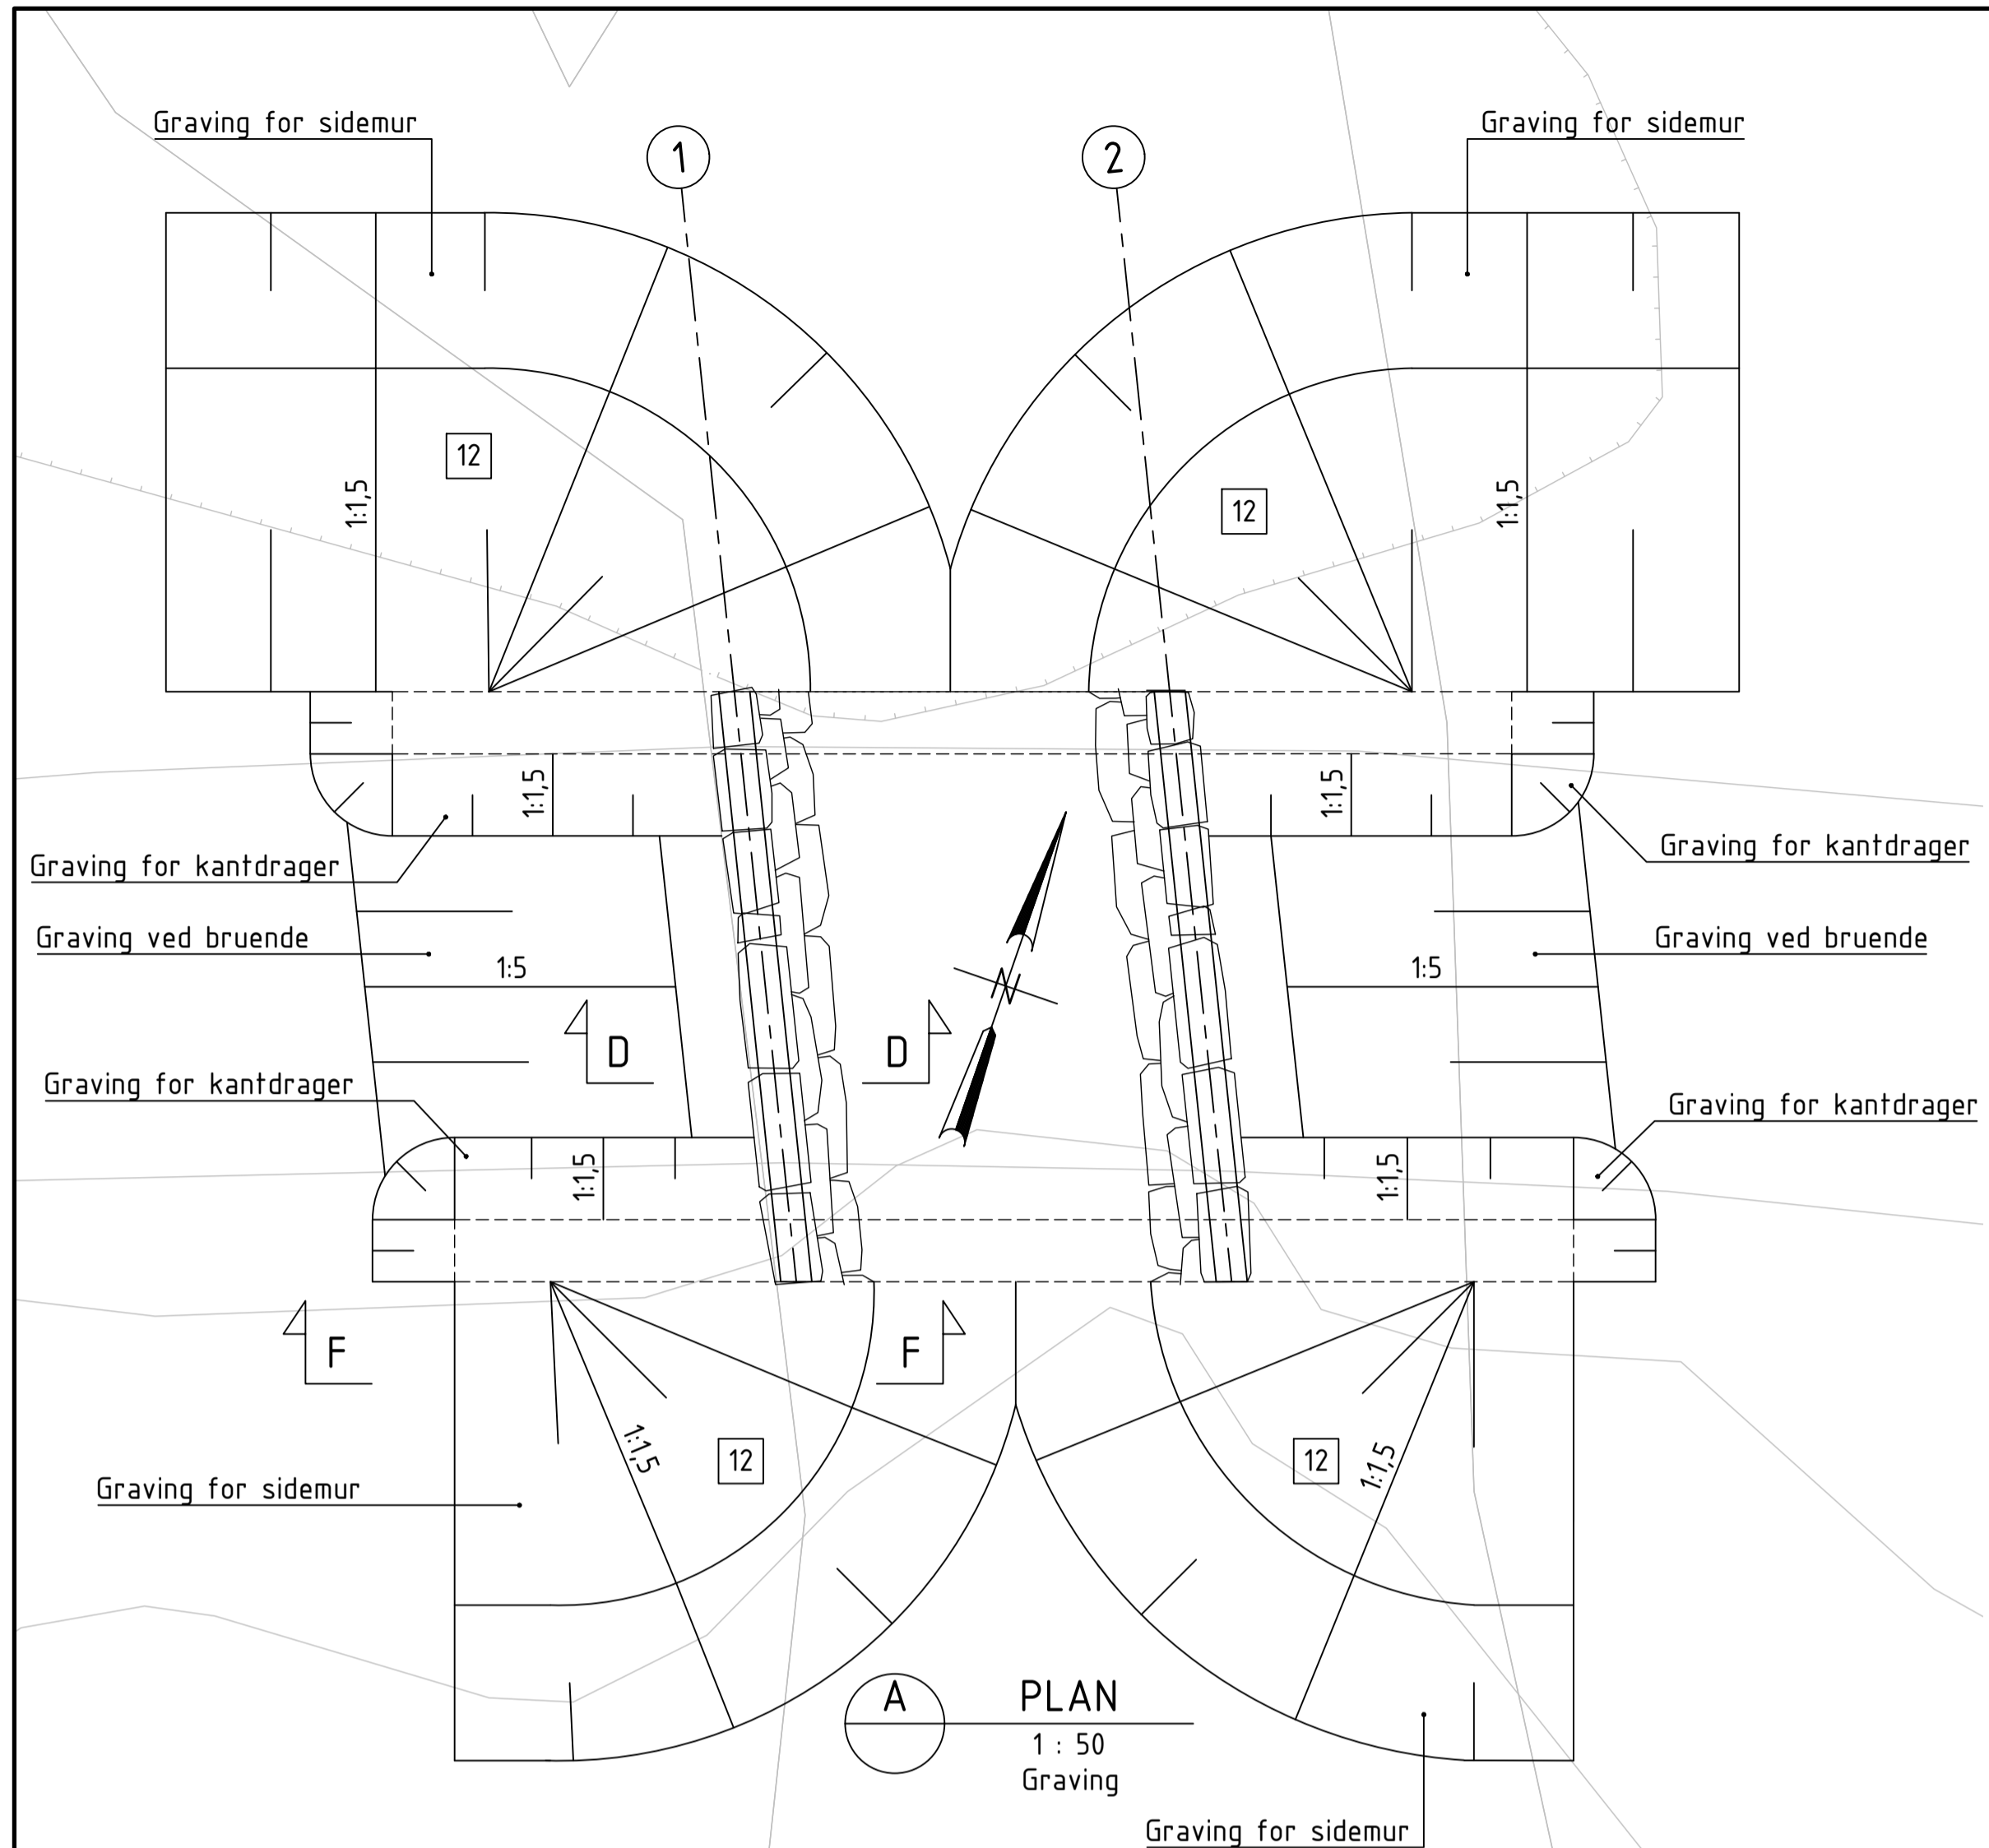 Graving for sidemur
Graving for sidemur
1
2
12
12
1:1,5
1:1,5
1:1,5
1:1,5
Graving for kantdrager
Graving for kantdrager
Graving ved bruende
Graving ved bruende
1:5
1:5
N
D
D
Graving for kantdrager
Graving for kantdrager
1:1,5
1:1,5
F
F
1:1,5
12
12
1:1,5
Graving for sidemur
A
PLAN
1 : 50
Graving
Graving for sidemur